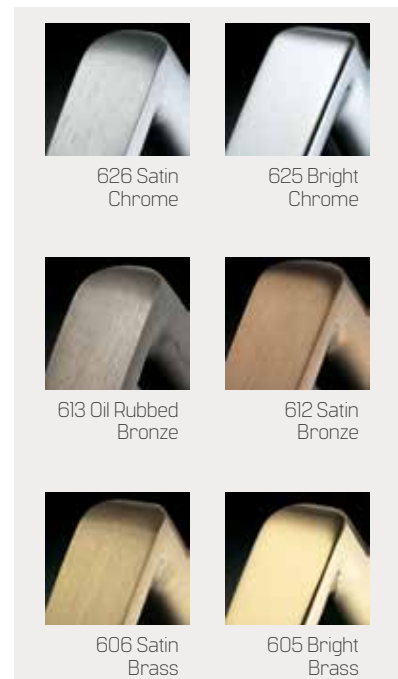 626 Satin
Chrome
625 Bright
Chrome
613 Oil Rubbed
Bronze
612 Satin
Bronze
606 Satin
Brass
605 Bright
Brass